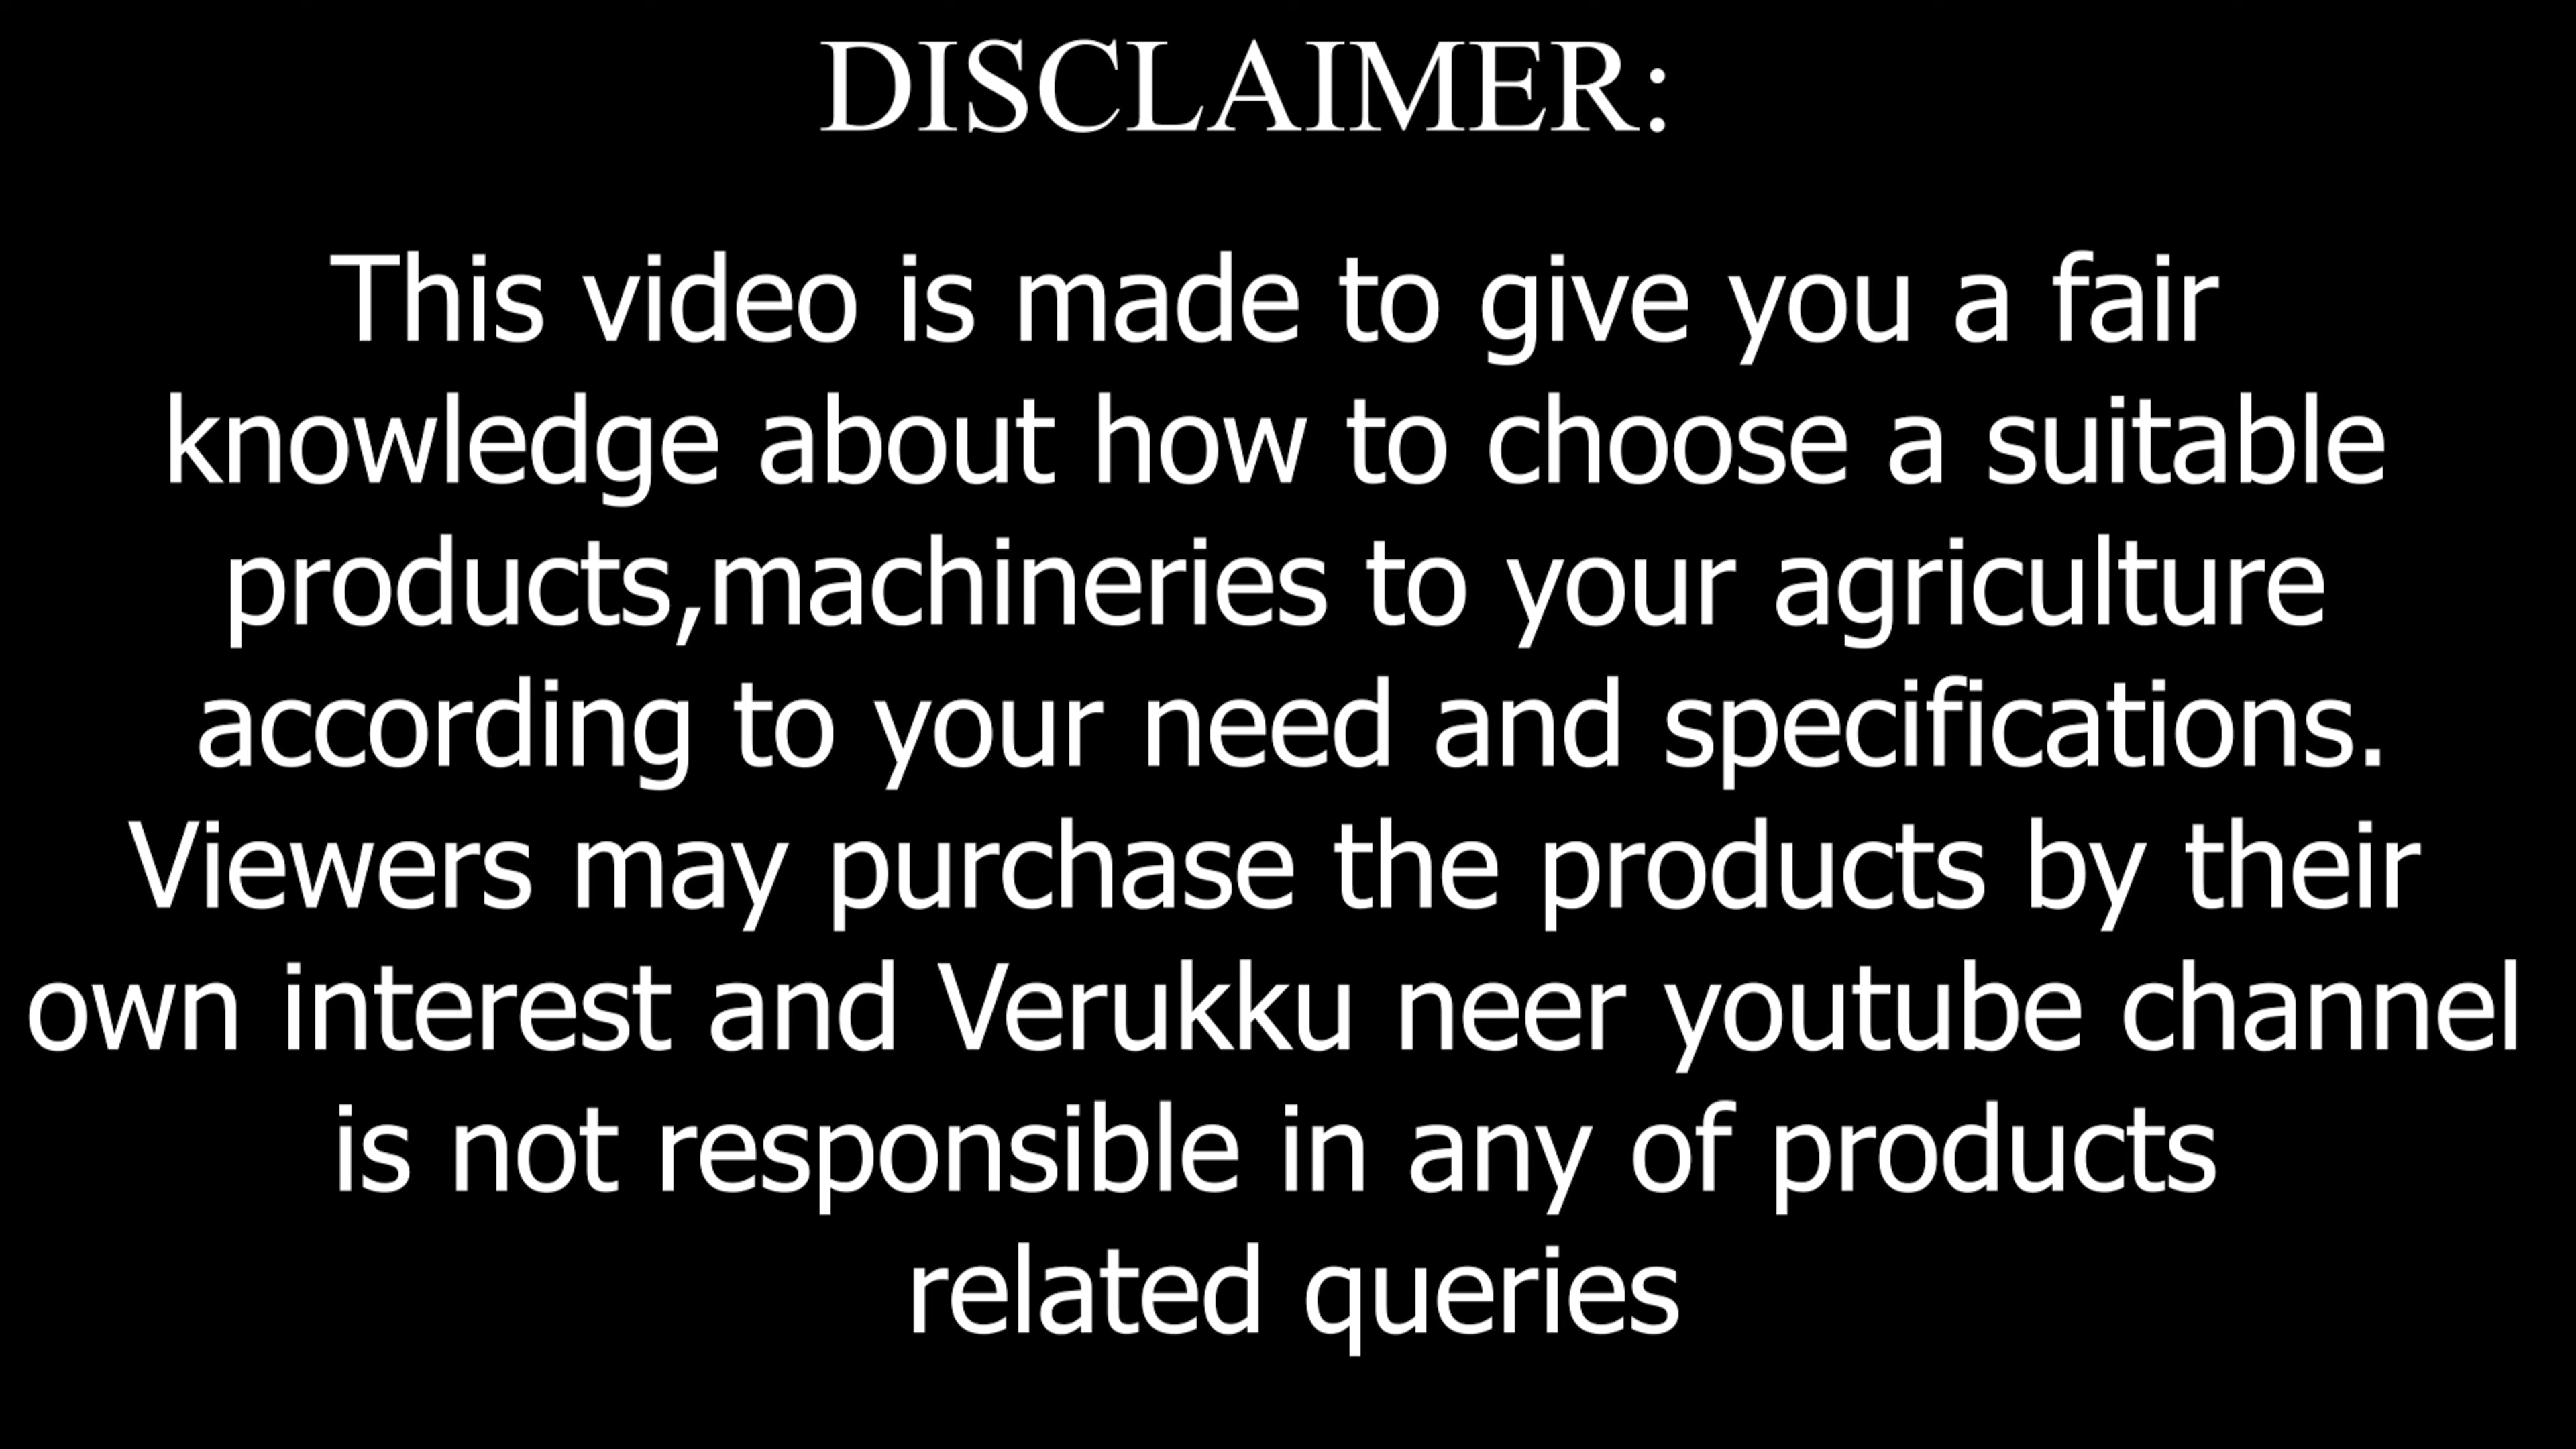 DISCLAIMER:
This video is made to give you a fair
knowledge about how to choose a suitable
products,machineries to your agriculture
according to your need and specifications.
Viewers may purchase the products by their
own interest and Verukku neer youtube channel
is not responsible in any of products
related queries